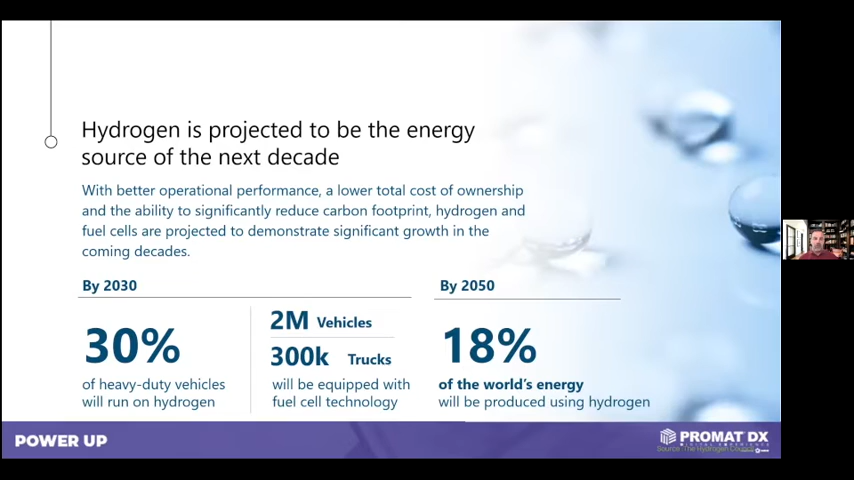 Hydrogen is projected to be the energy
source of the next decade
With better operational performance, a lower total cost of ownership
and the ability to significantly reduce carbon footprint, hydrogen and
fuel cells are projected to demonstrate significant growth in the
coming decades.
By 2030
30%
of heavy-duty vehicles
will run on hydrogen
2M Vehicles
300k Trucks
will be equipped with
fuel cell technology
By 2050
18%
of the world's energy
will be produced using hydrogen
POWER UP
PROMAT DX
DIGITAL EXPERIENCE
Source: The Hydrogen Council